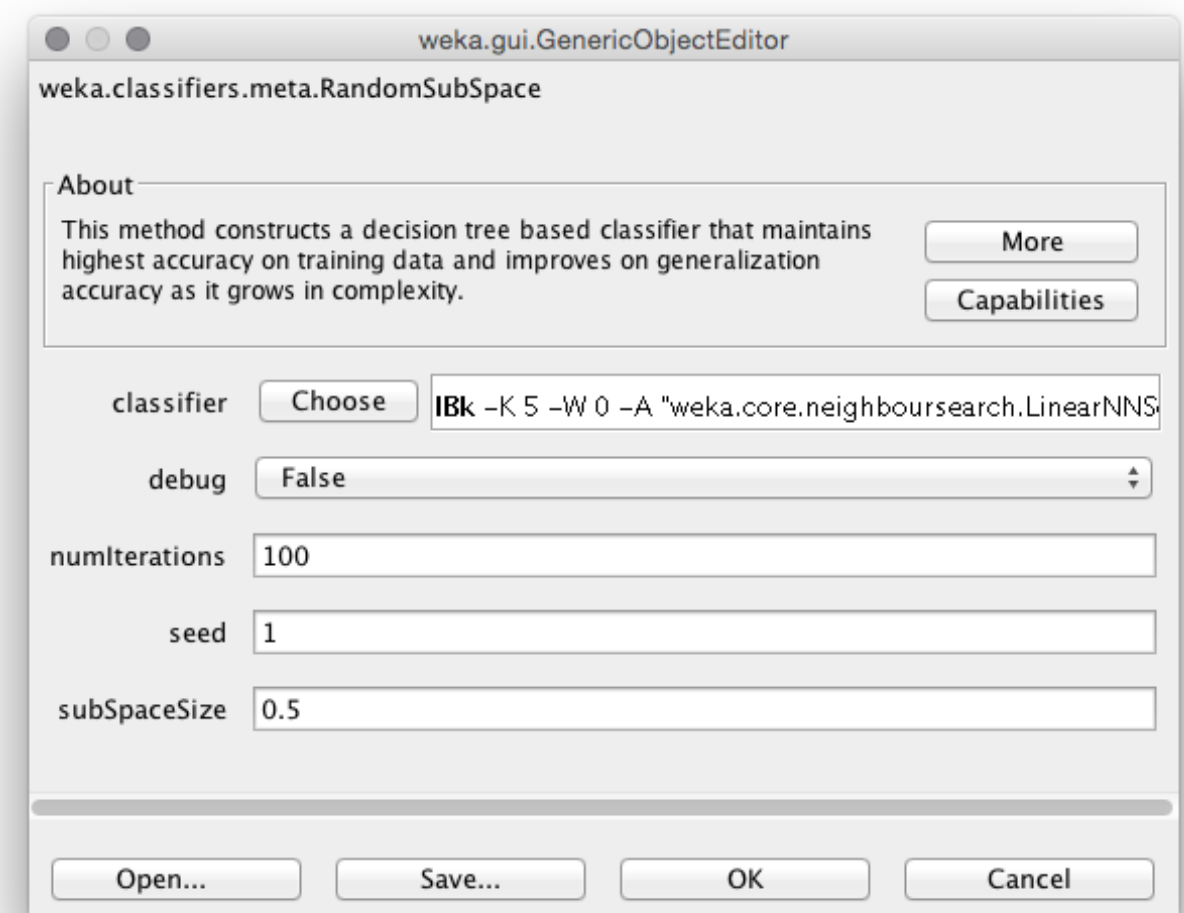 weka.gui.GenericObjectEditor
weka.classifiers.meta.RandomSubSpace
About
This method constructs a decision tree based classifier that maintains
highest accuracy on training data and improves on generalization
accuracy as it grows in complexity.
More
Capabilities
classifier Choose IBk –K 5 –W 0 –A "weka.core.neighboursearch.LinearNNS
debug False
numIterations 100
seed 1
subSpaceSize 0.5
Open... Save... OK Cancel